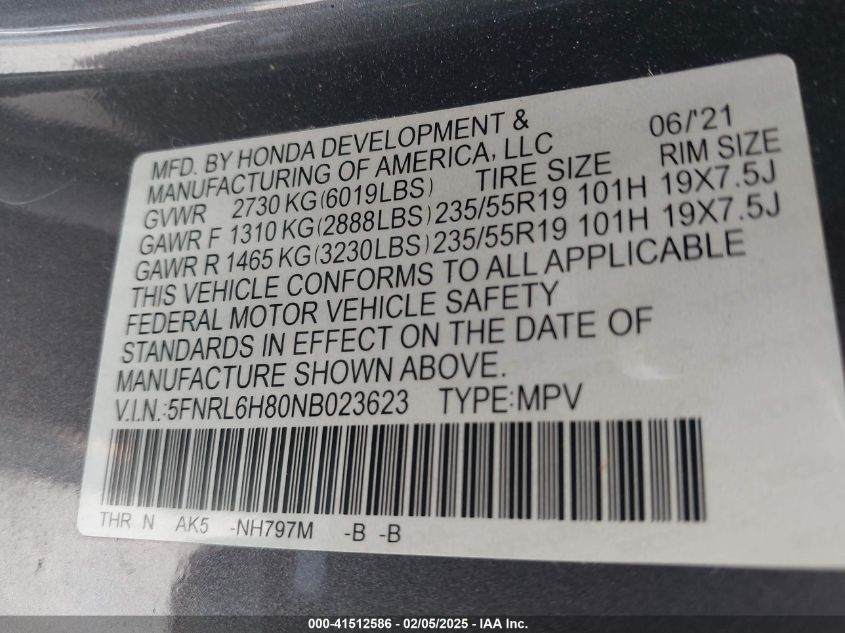 MFD. BY HONDA DEVELOPMENT & 06/'21
MANUFACTURING OF AMERICA, LLC
GVWR 2730 KG(6019LBS) TIRE SIZE RIM SIZE
GAWR F 1310 KG(2888LBS) 235/55R19 101H 19X7.5J
GAWR R 1465 KG(3230LBS) 235/55R19 101H 19X7.5J
THIS VEHICLE CONFORMS TO ALL APPLICABLE
FEDERAL MOTOR VEHICLE SAFETY
STANDARDS IN EFFECT ON THE DATE OF
MANUFACTURE SHOWN ABOVE.
V.I.N.:5FNRL6H80NB023623 TYPE:MPV
THR N AK5 -NH797M -B -B
000-41512586 - 02/05/2025 - IAA Inc.